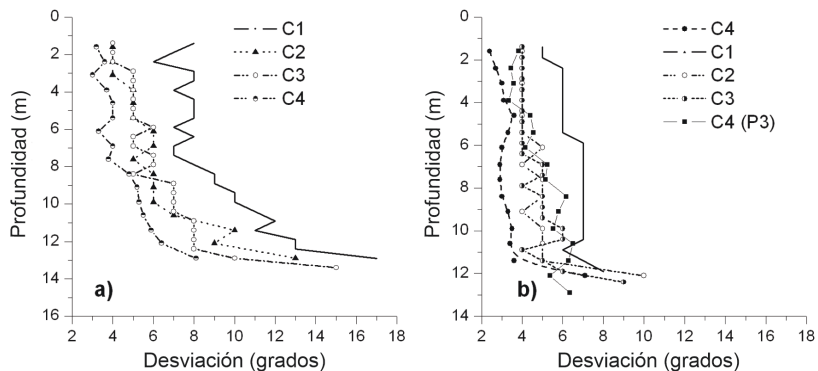 0
2
4
6
8
10
12
14
16
Profundidad (m)
2 4 6 8 10 12 14 16 18
Desviación (grados)
C1
C2
C3
C4
a)
0
2
4
6
8
10
12
14
Profundidad (m)
2 4 6 8 10 12 14 16 18
Desviación (grados)
C4
C1
C2
C3
C4 (P3)
b)